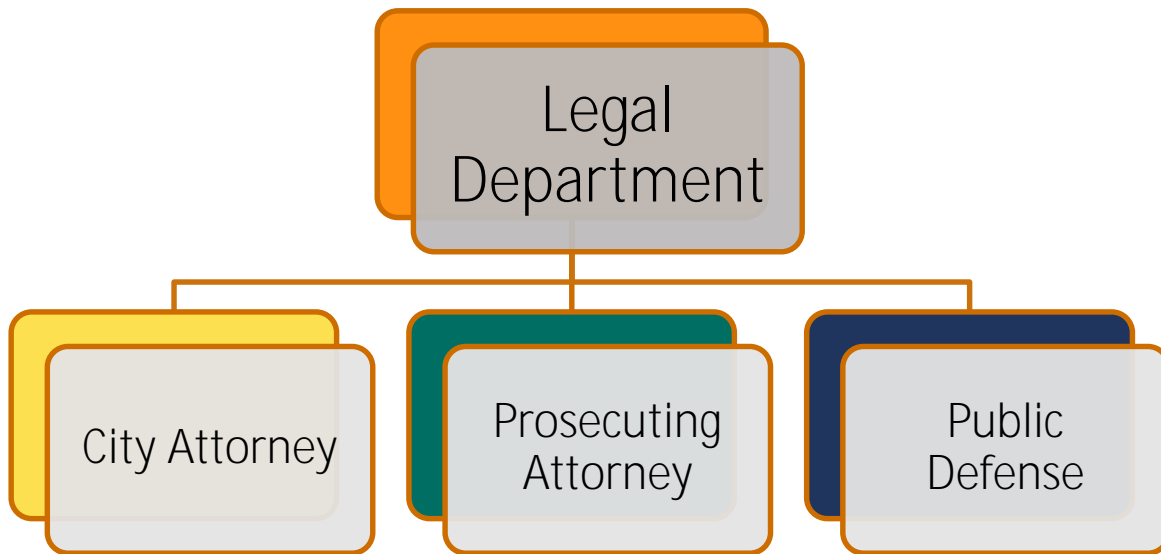 Legal
Department
City Attorney
Prosecuting
Attorney
Public
Defense